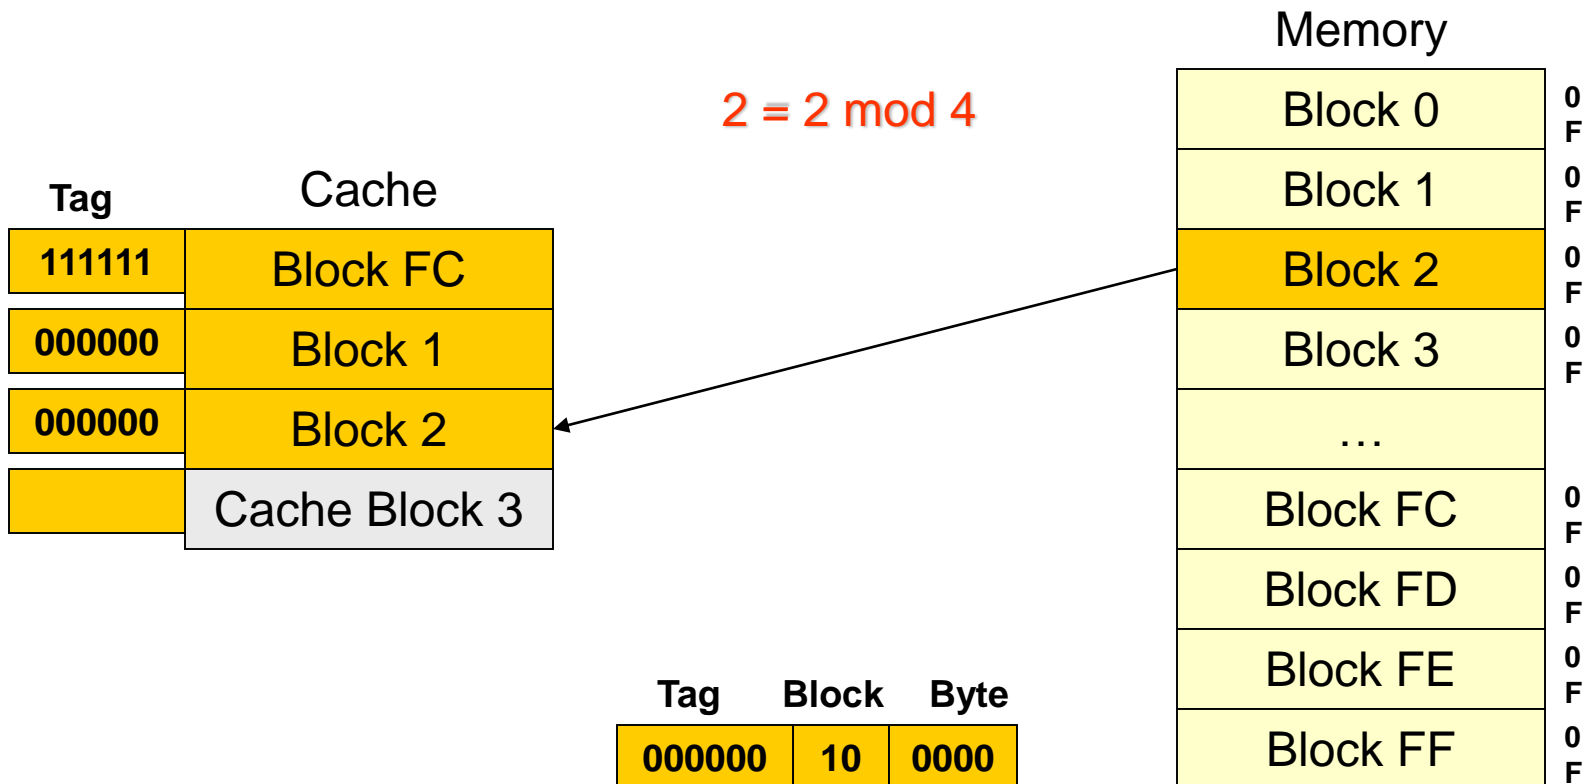 Memory
2 = 2 mod 4
Block 0
0
F
Block 1
0
F
Tag
Cache
111111
Block FC
Block 2
0
F
000000
Block 1
Block 3
0
F
000000
Block 2
…
Cache Block 3
Block FC
0
F
Block FD
0
F
Block FE
0
F
Tag Block Byte
000000 10 0000
Block FF
0
F